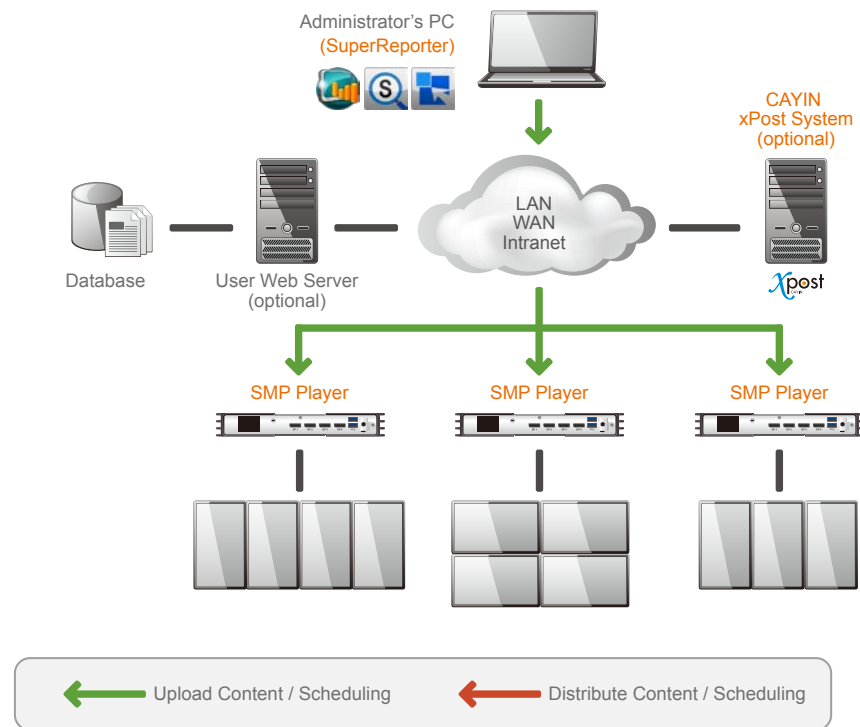 Administrator's PC
(SuperReporter)
S
CAYIN
xPost System
(optional)
LAN
WAN
Intranet
Database
User Web Server
(optional)
Xpost
CAYIN
SMP Player
SMP Player
SMP Player
Upload Content / Scheduling
Distribute Content / Scheduling